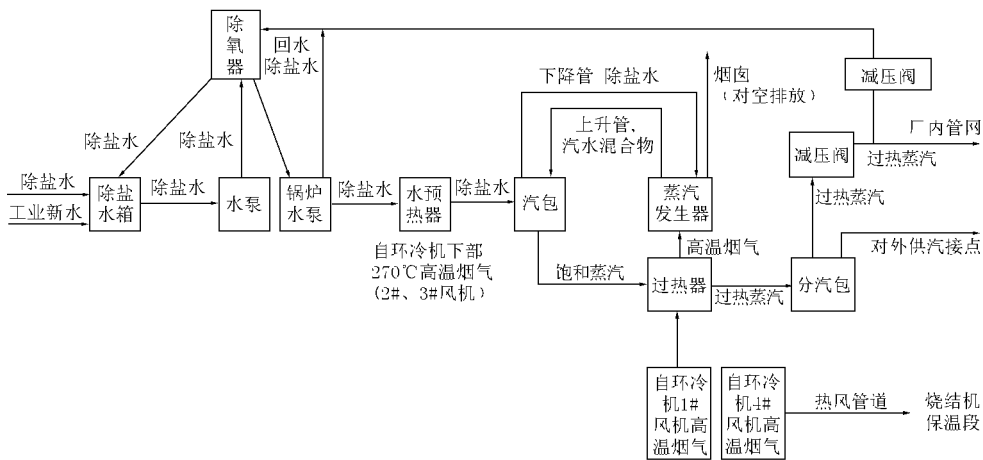 除
氧
器
回水
除盐水
下降管 除盐水
烟囱
(对空排放)
减压阀
上升管,
汽水混合物
除盐水
除盐水
厂内管网
减压阀
过热蒸汽
除盐水
工业新水
除盐
水箱
除盐水
水泵
锅炉
水泵
除盐水
水预
热器
除盐水
汽包
蒸汽
发生器
过热蒸汽
自环冷机下部
270℃高温烟气
(2#、3#风机)
高温烟气
对外供汽接点
饱和蒸汽
过热器
过热蒸汽
分汽包
自环冷
机1#
风机高
温烟气
自环冷
机4#
风机高
温烟气
热风管道
烧结机
保温段